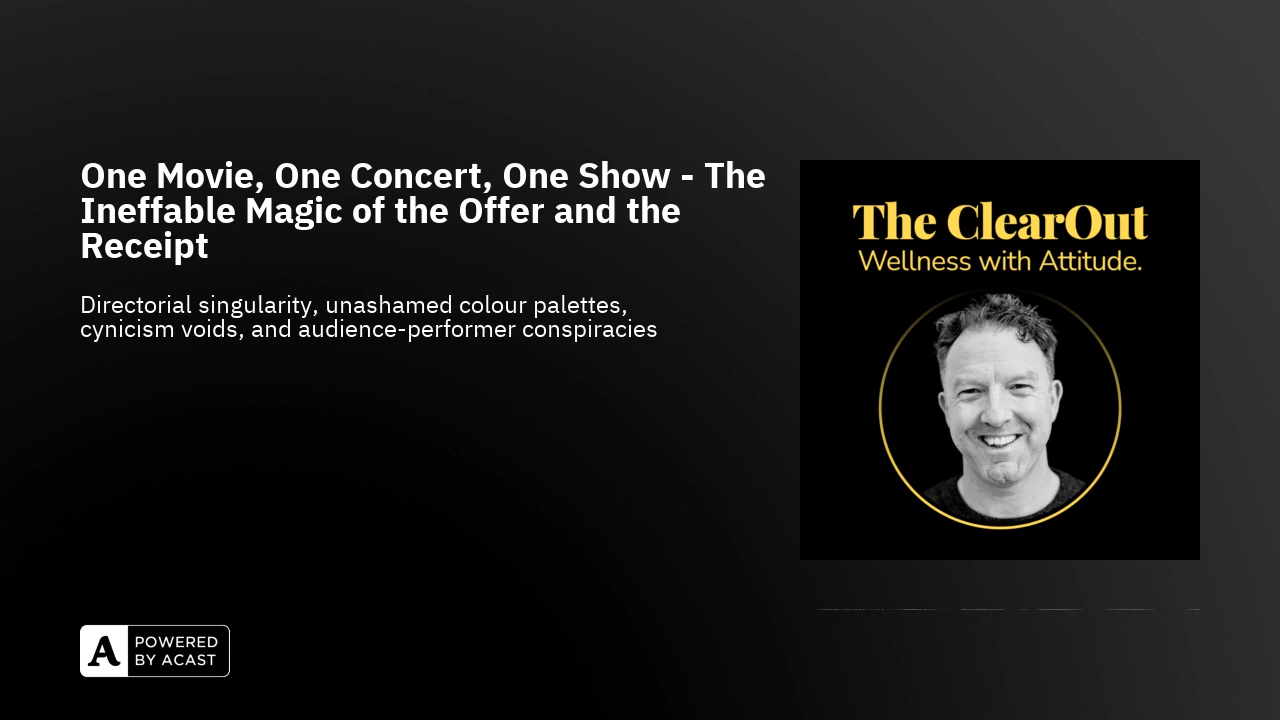 One Movie, One Concert, One Show - The
Ineffable Magic of the Offer and the
Receipt
Directorial singularity, unashamed colour palettes,
cynicism voids, and audience-performer conspiracies
The ClearOut
Wellness with Attitude.
A POWERED
BY ACAST